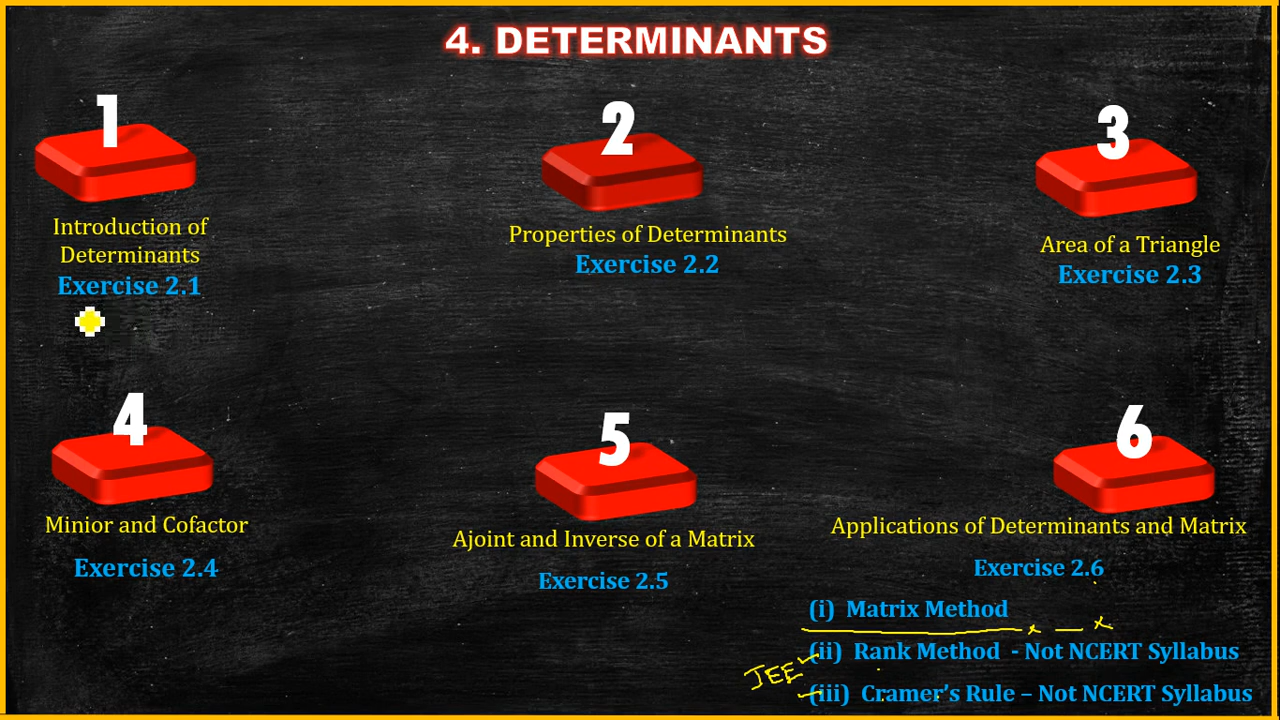 4. DETERMINANTS
1
Introduction of
Determinants
Exercise 2.1
2
Properties of Determinants
Exercise 2.2
3
Area of a Triangle
Exercise 2.3
4
Minior and Cofactor
Exercise 2.4
5
Ajoint and Inverse of a Matrix
Exercise 2.5
6
Applications of Determinants and Matrix
Exercise 2.6
(i) Matrix Method
(ii) Rank Method - Not NCERT Syllabus
JEE
(iii) Cramer's Rule – Not NCERT Syllabus